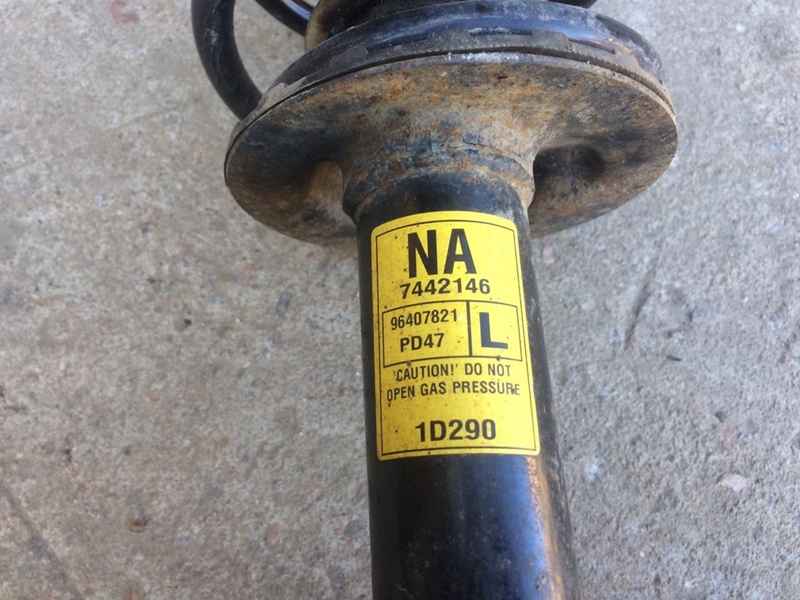 NA
7442146
96407821
PD47
L
'CAUTION!' DO NOT
OPEN GAS PRESSURE
1D290